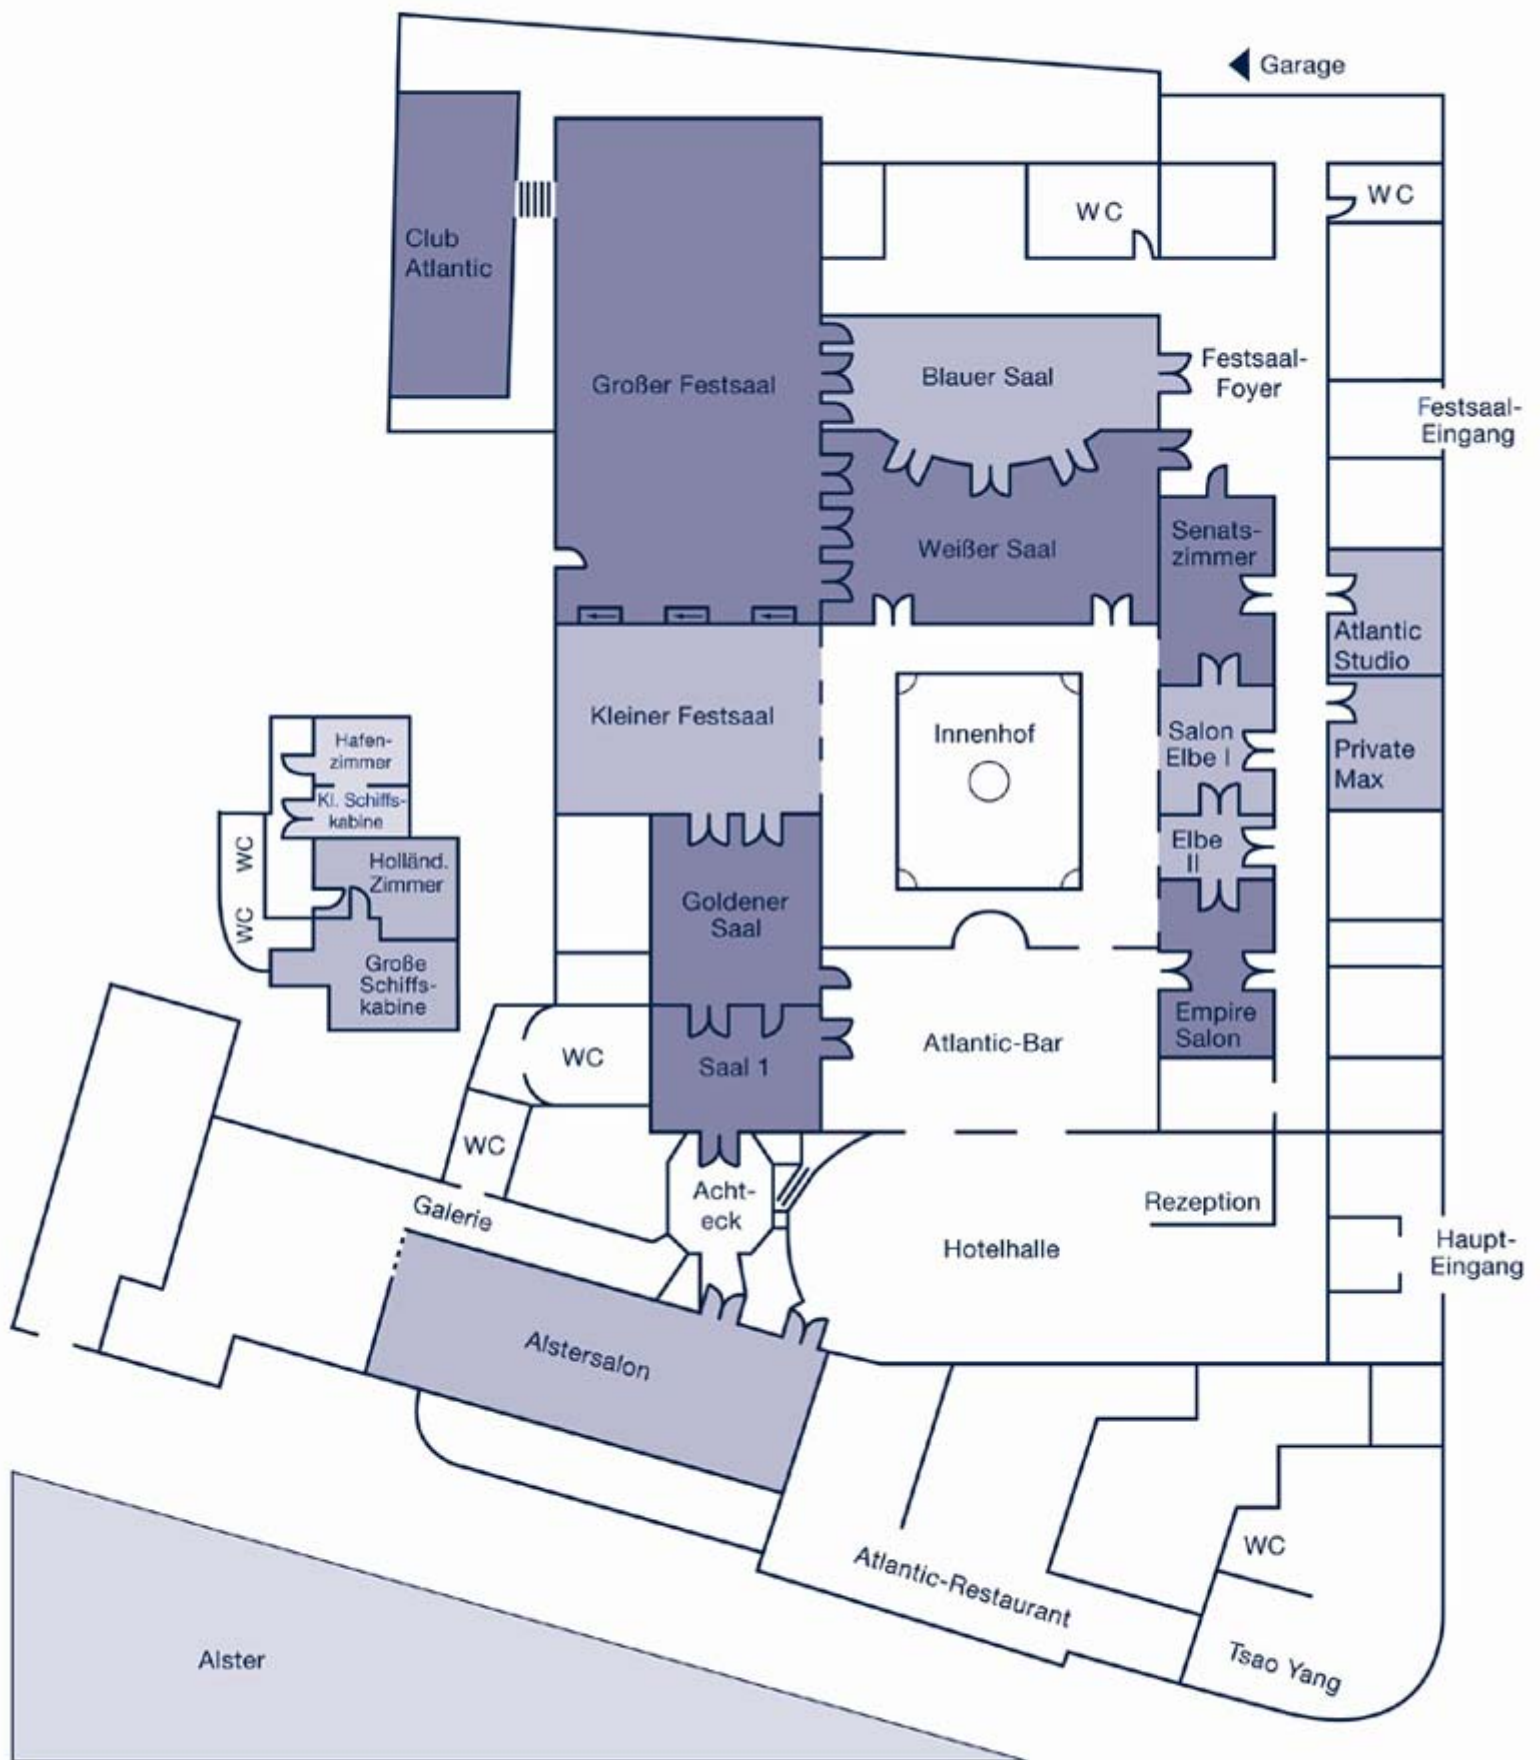 Garage
WC
WC
Club
Atlantic
Großer Festsaal
Blauer Saal
Festsaal-
Foyer
Festsaal-
Eingang
Weißer Saal
Senats-
zimmer
Atlantic
Studio
Kleiner Festsaal
Innenhof
Salon
Elbe I
Private
Max
Hafen-
zimmer
Kl. Schiffs-
kabine
WC
Holländ.
Zimmer
Elbe
II
WC
Goldener
Saal
Große
Schiffs-
kabine
Empire
Salon
WC
Saal 1
Atlantic-Bar
WC
Galerie
Acht-
eck
Rezeption
Hotelhalle
Haupt-
Eingang
Alstersalon
WC
Atlantic-Restaurant
Tsao Yang
Alster